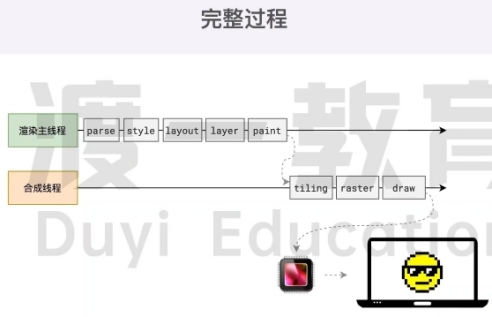 完整过程
渡一教育
渲染主线程
parse style layout layer paint
合成线程
tiling raster draw
Duyi Education